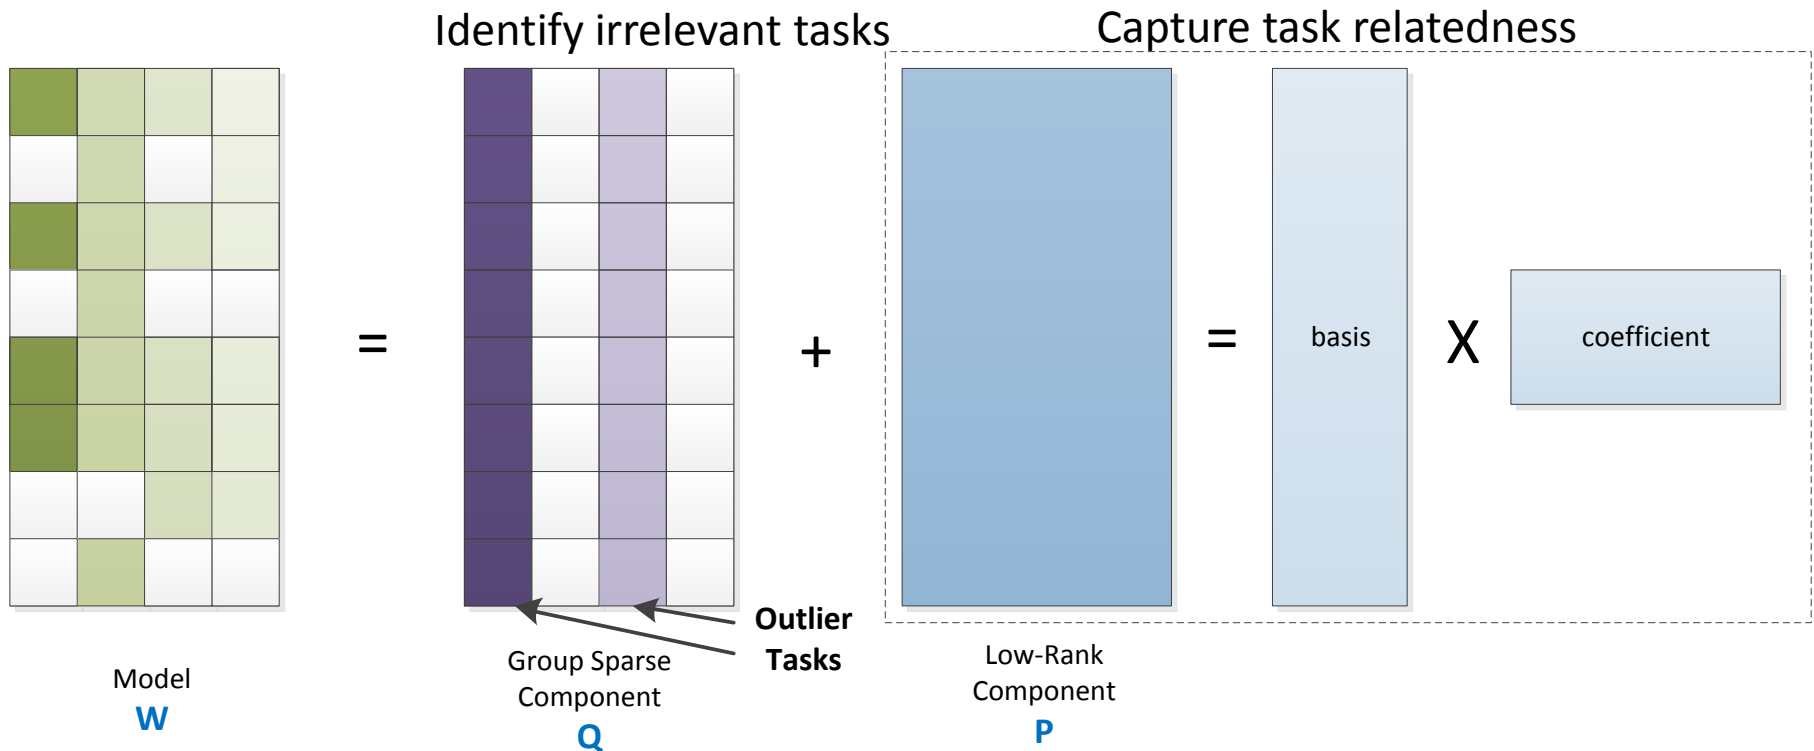 Identify irrelevant tasks
Capture task relatedness
=
+
=
basis
X
coefficient
Outlier
Tasks
Model
W
Group Sparse
Component
Q
Low-Rank
Component
P